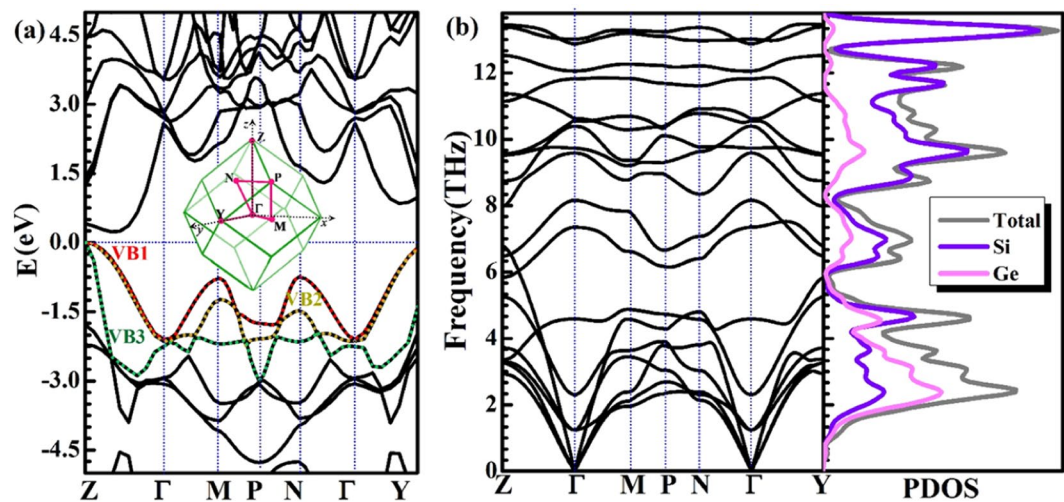 (a)
E(eV)
4.5
3.0
1.5
0.0
-1.5
-3.0
-4.5
VB1
VB2
VB3
z
Z
N
P
Y
Γ
M
x
y
Z Γ M P N Γ Y
(b)
Frequency(THz)
12
10
8
6
4
2
0
Z Γ M P N Γ Y
Total
Si
Ge
PDOS